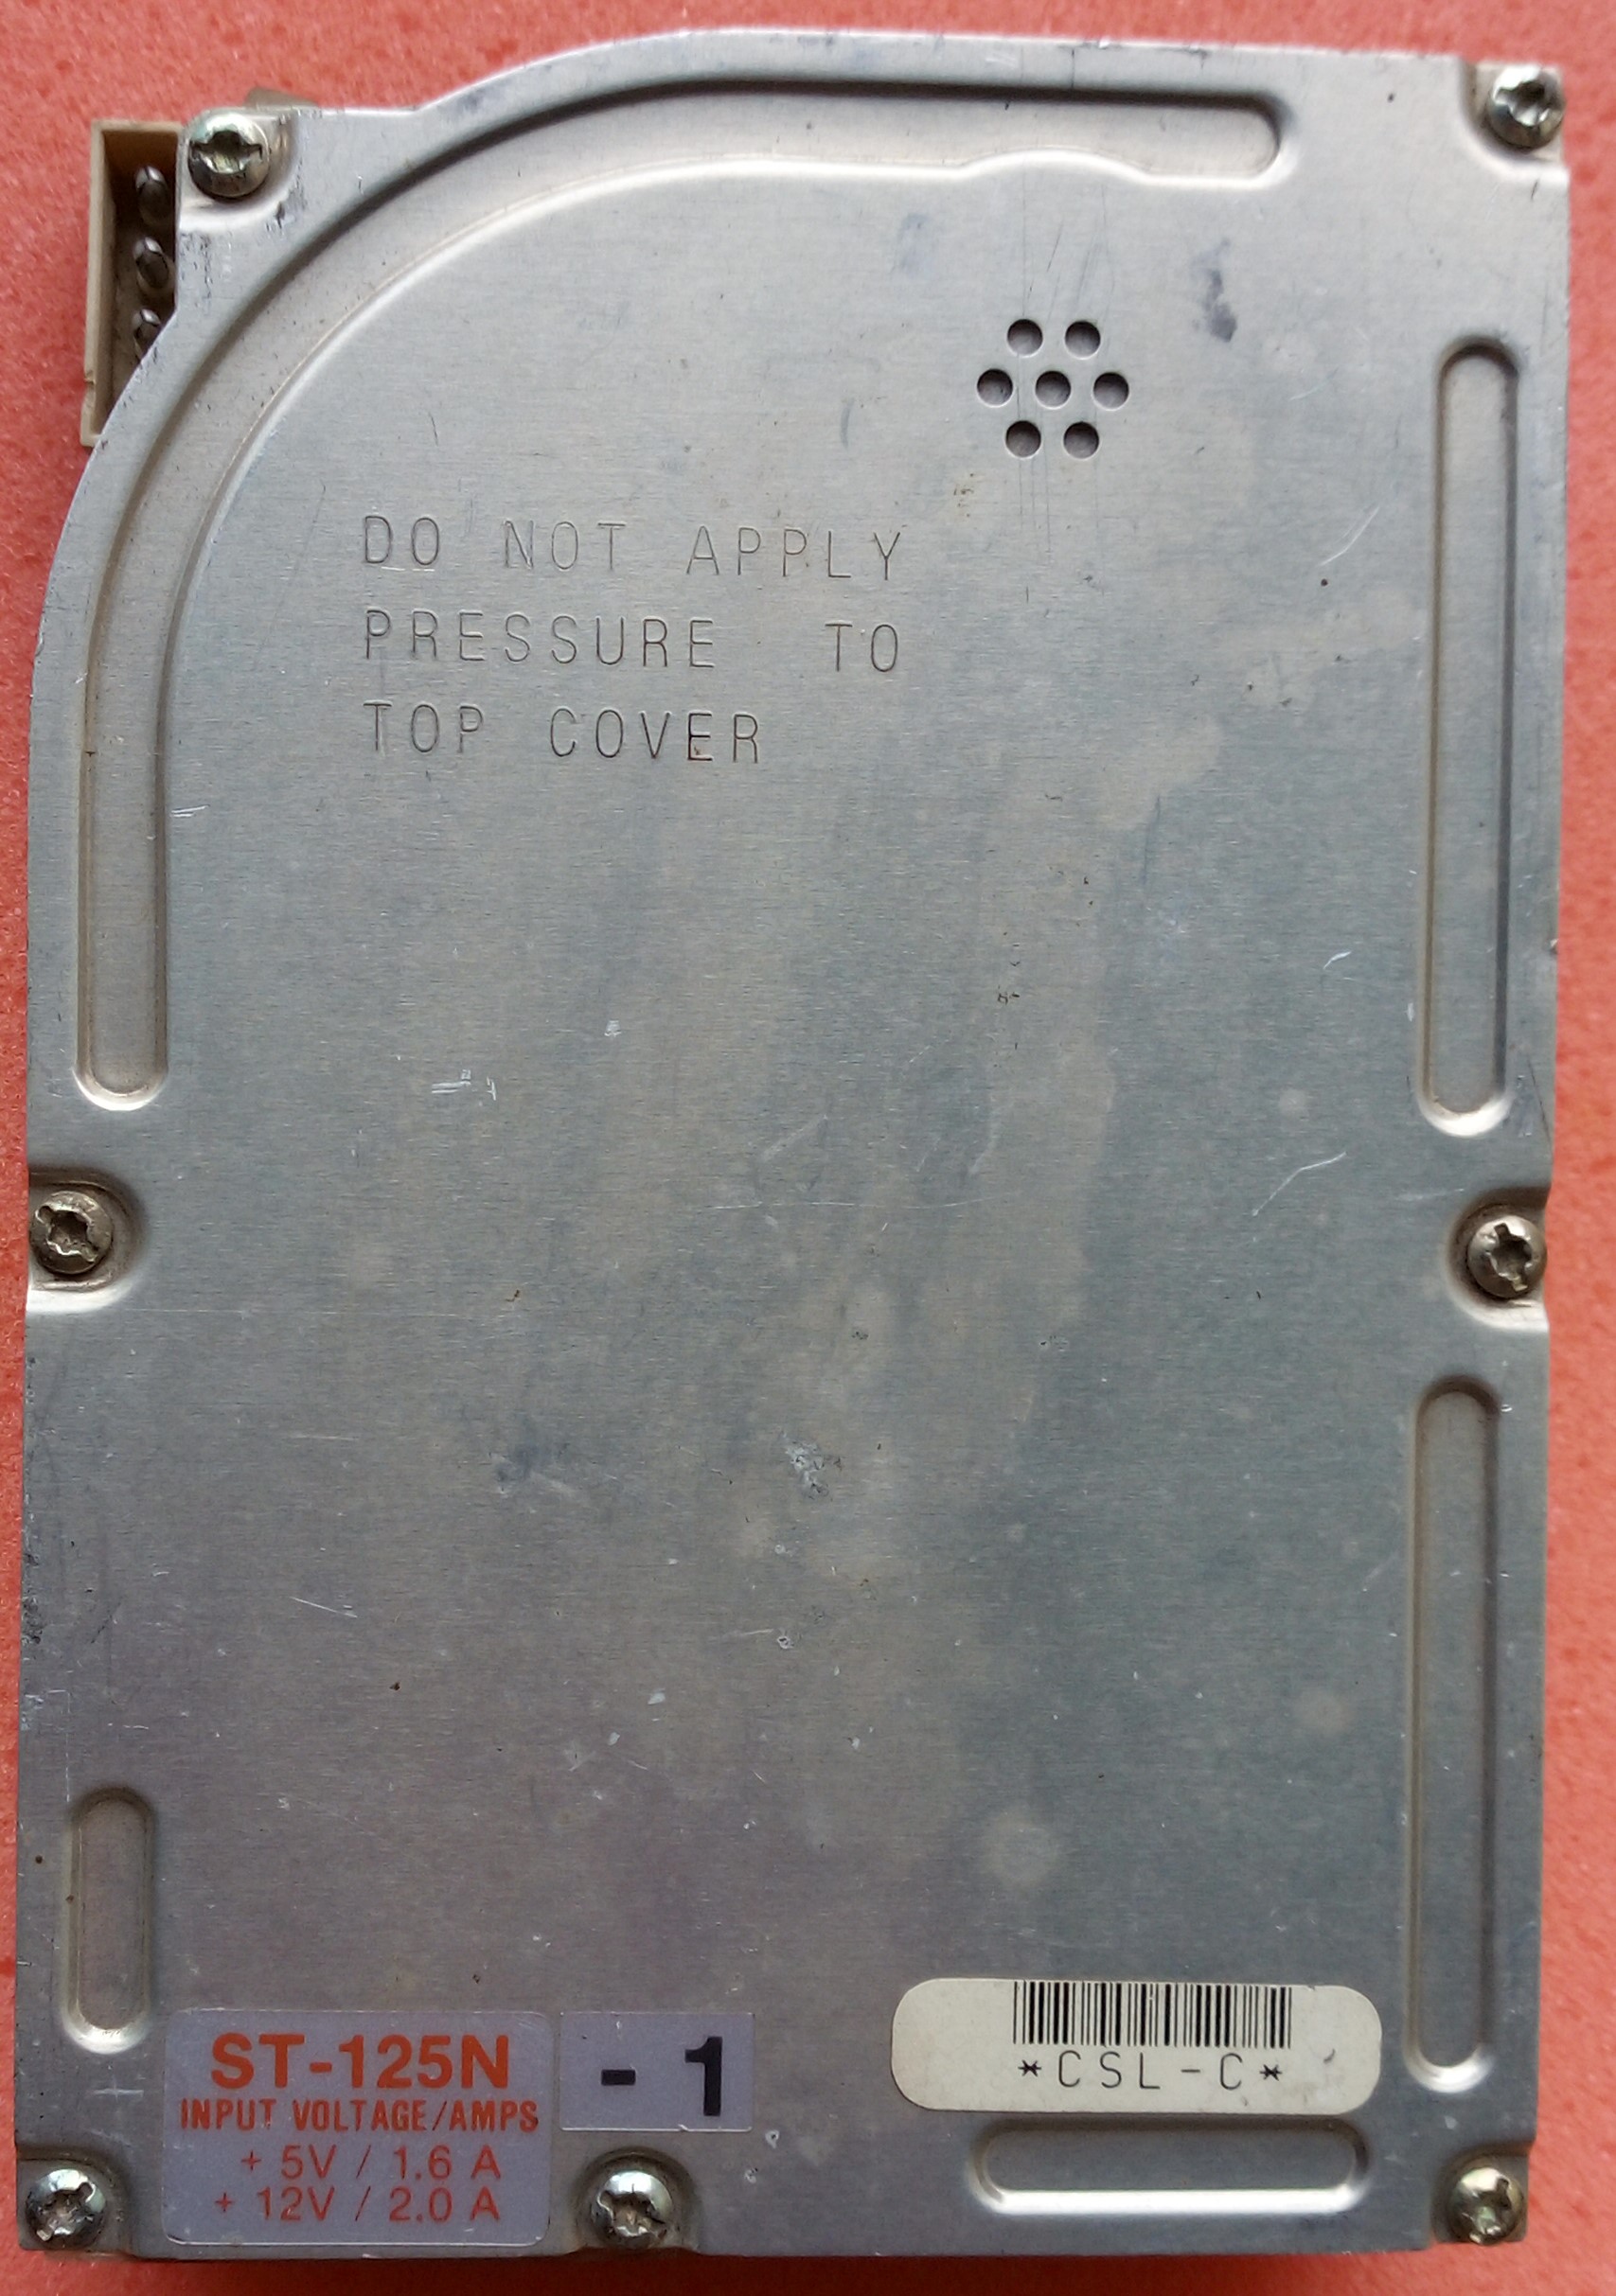 DO NOT APPLY
PRESSURE TO
TOP COVER
ST-125N
- 1
INPUT VOLTAGE/AMPS
+ 5V / 1.6 A
+ 12V / 2.0 A
*CSL-C*